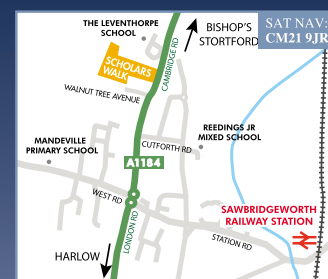 THE LEVENTHORPE
SCHOOL
BISHOP'S
STORTFORD
SAT NAV:
CM21 9JR
SCHOLARS
WALK
CAMBRIDGE RD
WALNUT TREE AVENUE
MANDEVILLE
PRIMARY SCHOOL
CUTFORTH RD
REEDINGS JR
MIXED SCHOOL
A1184
WEST RD
SAWBRIDGEWORTH
RAILWAY STATION
STATION RD
LONDON RD
HARLOW